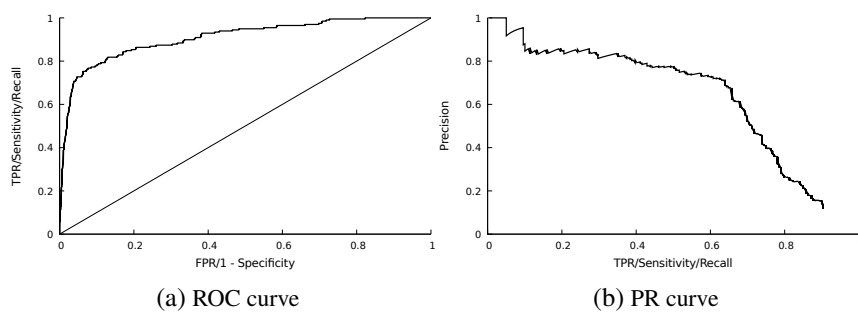 1
0.8
0.6
0.4
0.2
0
TPR/Sensitivity/Recall
0 0.2 0.4 0.6 0.8 1
FPR/1 - Specificity
(a) ROC curve
1
0.8
0.6
0.4
0.2
0
Precision
0 0.2 0.4 0.6 0.8
TPR/Sensitivity/Recall
(b) PR curve